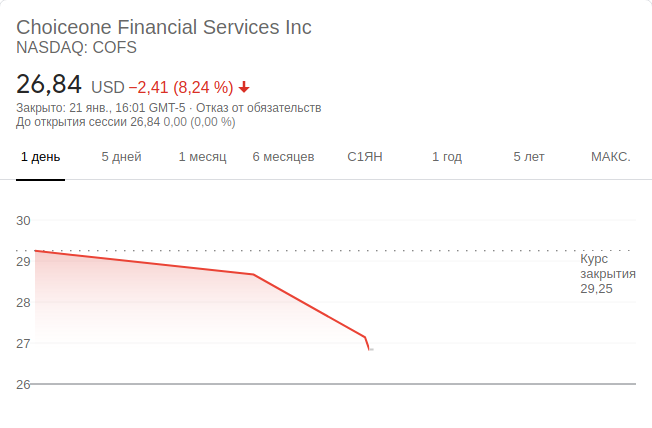 Choiceone Financial Services Inc
NASDAQ: COFS
26,84 USD −2,41 (8,24 %)
Закрыто: 21 янв., 16:01 GMT-5 · Отказ от обязательств
До открытия сессии 26,84 0,00 (0,00 %)
1 день 5 дней 1 месяц 6 месяцев С1ЯН 1 год 5 лет МАКС.
30
29
28
27
26
Курс
закрытия
29,25